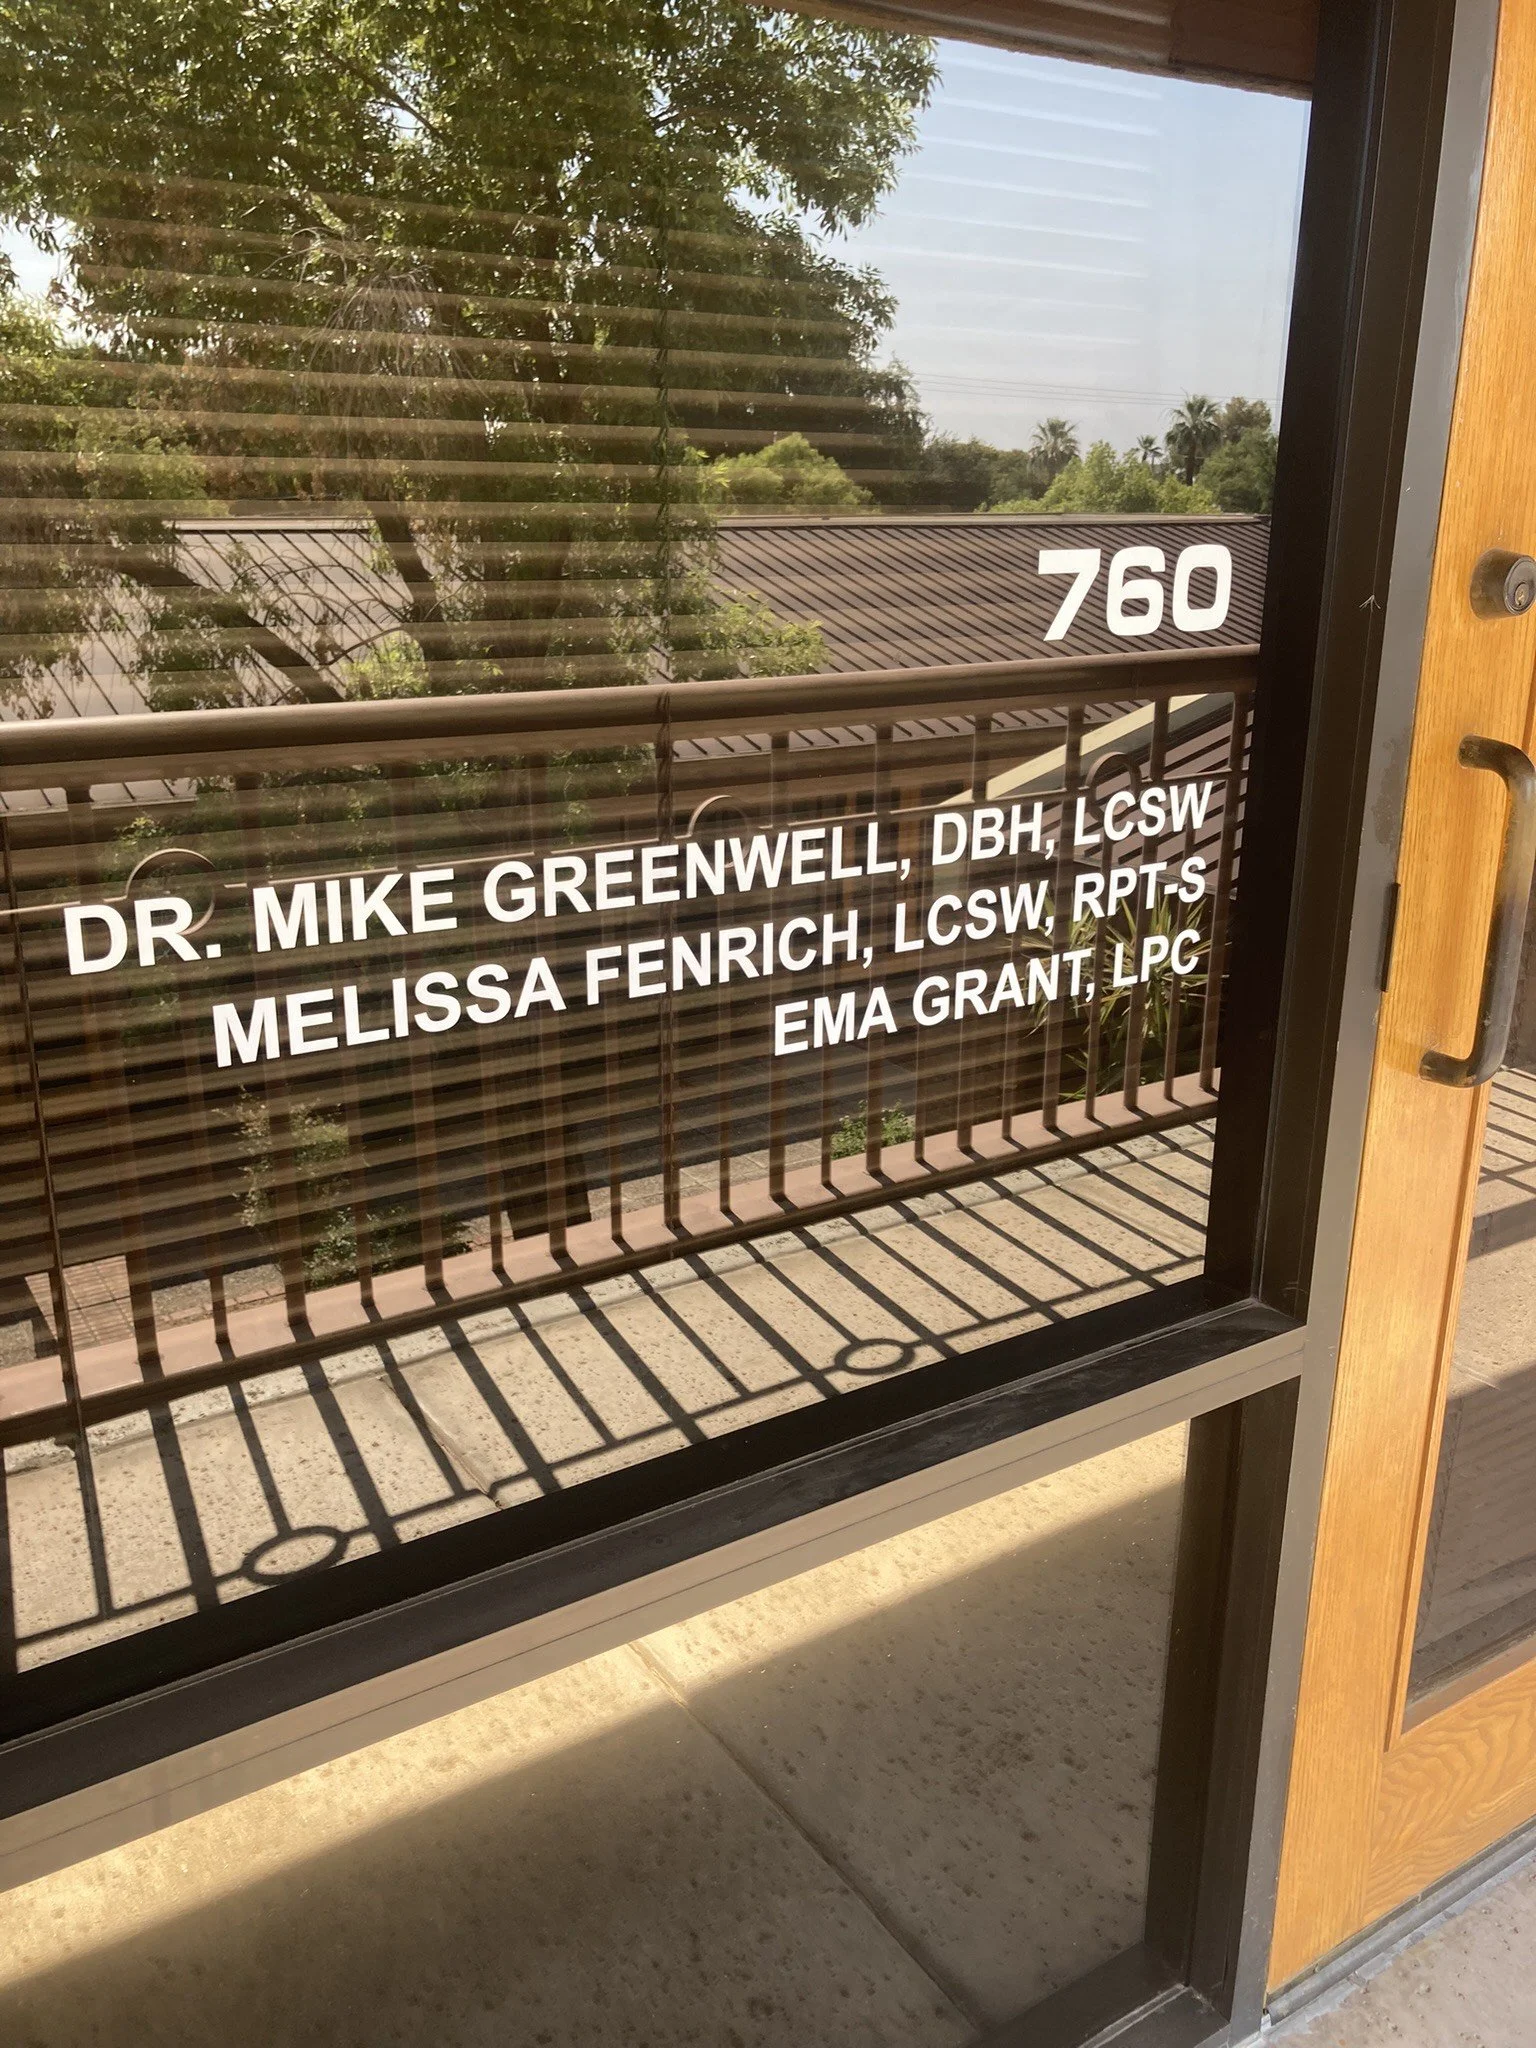 760
DR. MIKE GREENWELL, DBH, LCSW
MELISSA FENRICH, LCSW, RPT-S
EMA GRANT, LPC